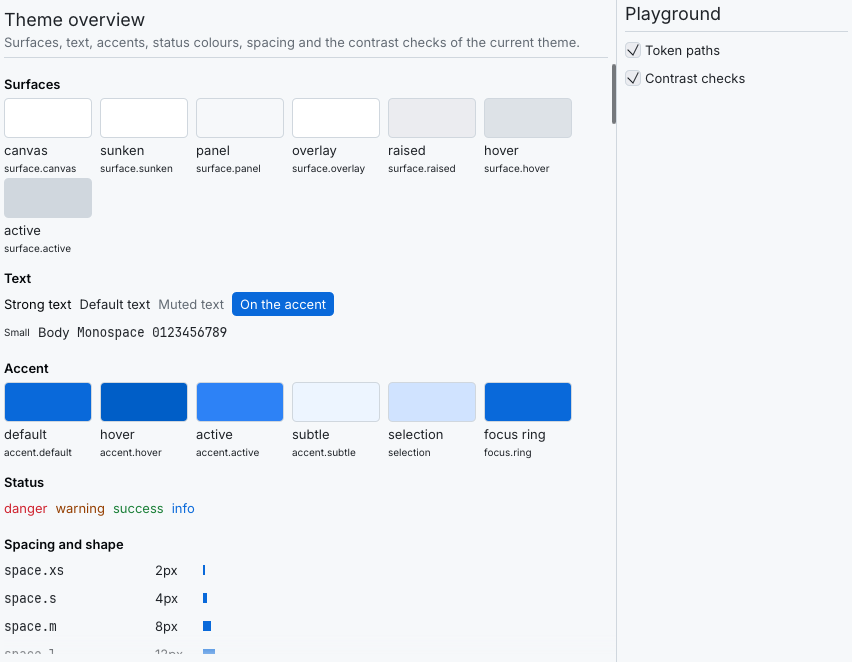 Theme overview
Surfaces, text, accents, status colours, spacing and the contrast checks of the current theme.
Surfaces
canvas sunken panel overlay raised hover
surface.canvas surface.sunken surface.panel surface.overlay surface.raised surface.hover
active
surface.active
Text
Strong text Default text Muted text On the accent
Small Body Monospace 0123456789
Accent
default hover active subtle selection focus ring
accent.default accent.hover accent.active accent.subtle selection focus.ring
Status
danger warning success info
Spacing and shape
space.xs 2px
space.s 4px
space.m 8px
space.l 12px
Playground
Token paths
Contrast checks